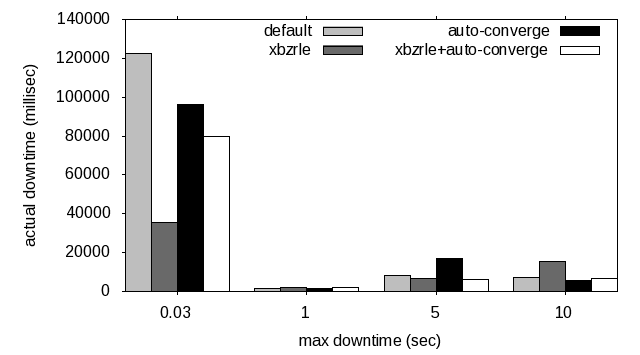 140000
120000
100000
80000
60000
40000
20000
0
actual downtime (millisec)
default
xbzrle
auto-converge
xbzrle+auto-converge
0.03
1
5
10
max downtime (sec)